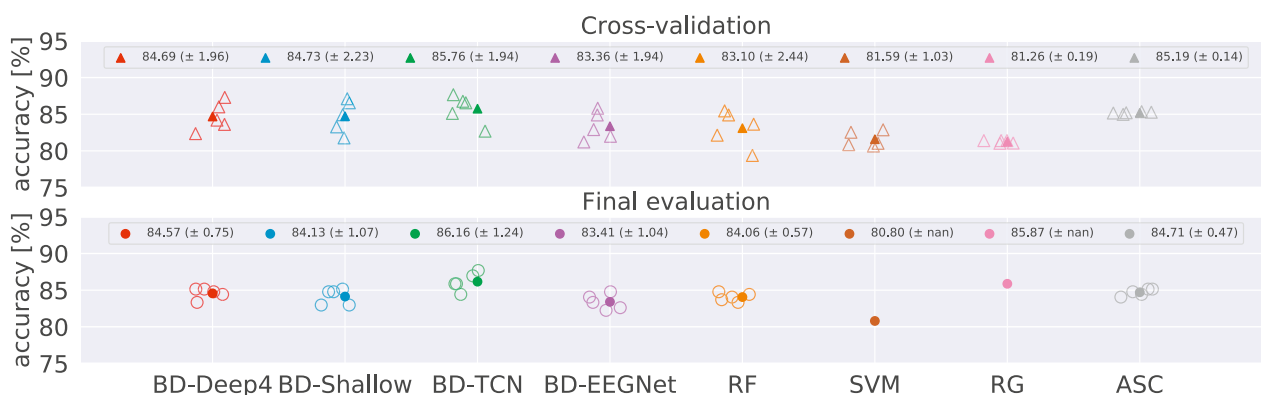 Cross-validation
accuracy [%]
95
90
85
80
75
84.69 (± 1.96) 84.73 (± 2.23) 85.76 (± 1.94) 83.36 (± 1.94) 83.10 (± 2.44) 81.59 (± 1.03) 81.26 (± 0.19) 85.19 (± 0.14)
Final evaluation
accuracy [%]
95
90
85
80
75
84.57 (± 0.75) 84.13 (± 1.07) 86.16 (± 1.24) 83.41 (± 1.04) 84.06 (± 0.57) 80.80 (± nan) 85.87 (± nan) 84.71 (± 0.47)
BD-Deep4 BD-Shallow BD-TCN BD-EEGNet RF SVM RG ASC